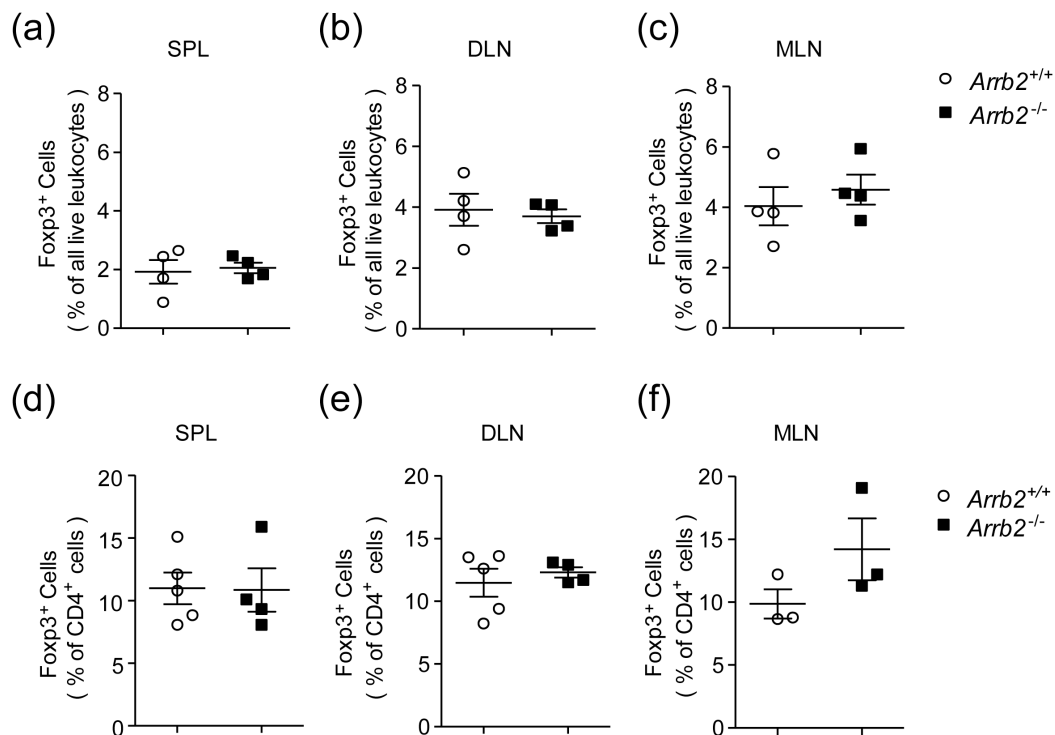 (a)
SPL
Foxp3⁺ Cells
( % of all live leukocytes )
8
6
4
2
0
(b)
DLN
Foxp3⁺ Cells
( % of all live leukocytes )
8
6
4
2
0
(c)
MLN
Foxp3⁺ Cells
( % of all live leukocytes )
8
6
4
2
0
Arrb2⁺/⁺
Arrb2⁻/⁻
(d)
SPL
Foxp3⁺ Cells
( % of CD4⁺ cells )
20
15
10
5
0
(e)
DLN
Foxp3⁺ Cells
( % of CD4⁺ cells )
20
15
10
5
0
(f)
MLN
Foxp3⁺ Cells
( % of CD4⁺ cells )
20
15
10
5
0
Arrb2⁺/⁺
Arrb2⁻/⁻